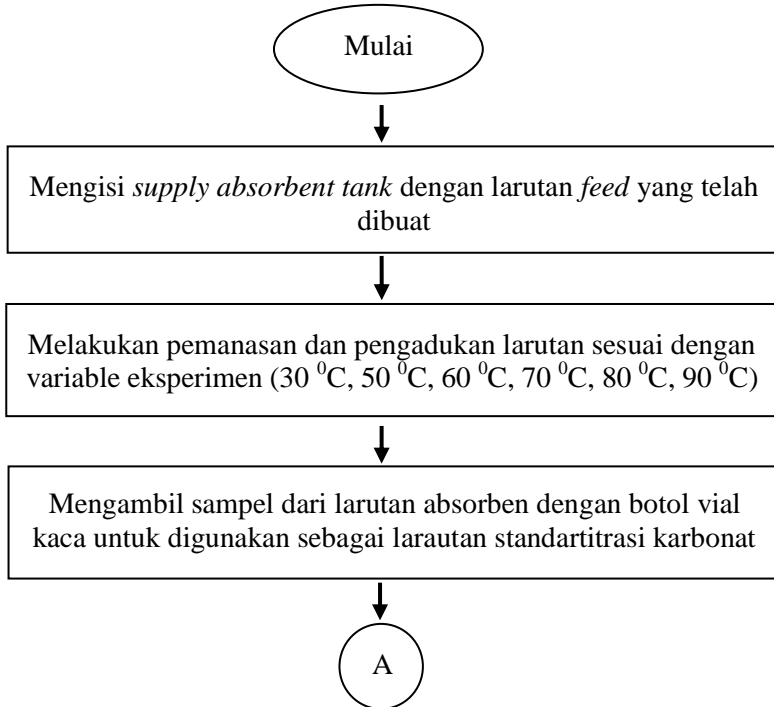 Mulai
Mengisi supply absorbent tank dengan larutan feed yang telah
dibuat
Melakukan pemanasan dan pengadukan larutan sesuai dengan
variable eksperimen (30 ⁰C, 50 ⁰C, 60 ⁰C, 70 ⁰C, 80 ⁰C, 90 ⁰C)
Mengambil sampel dari larutan absorben dengan botol vial
kaca untuk digunakan sebagai larautan standartitrasi karbonat
A